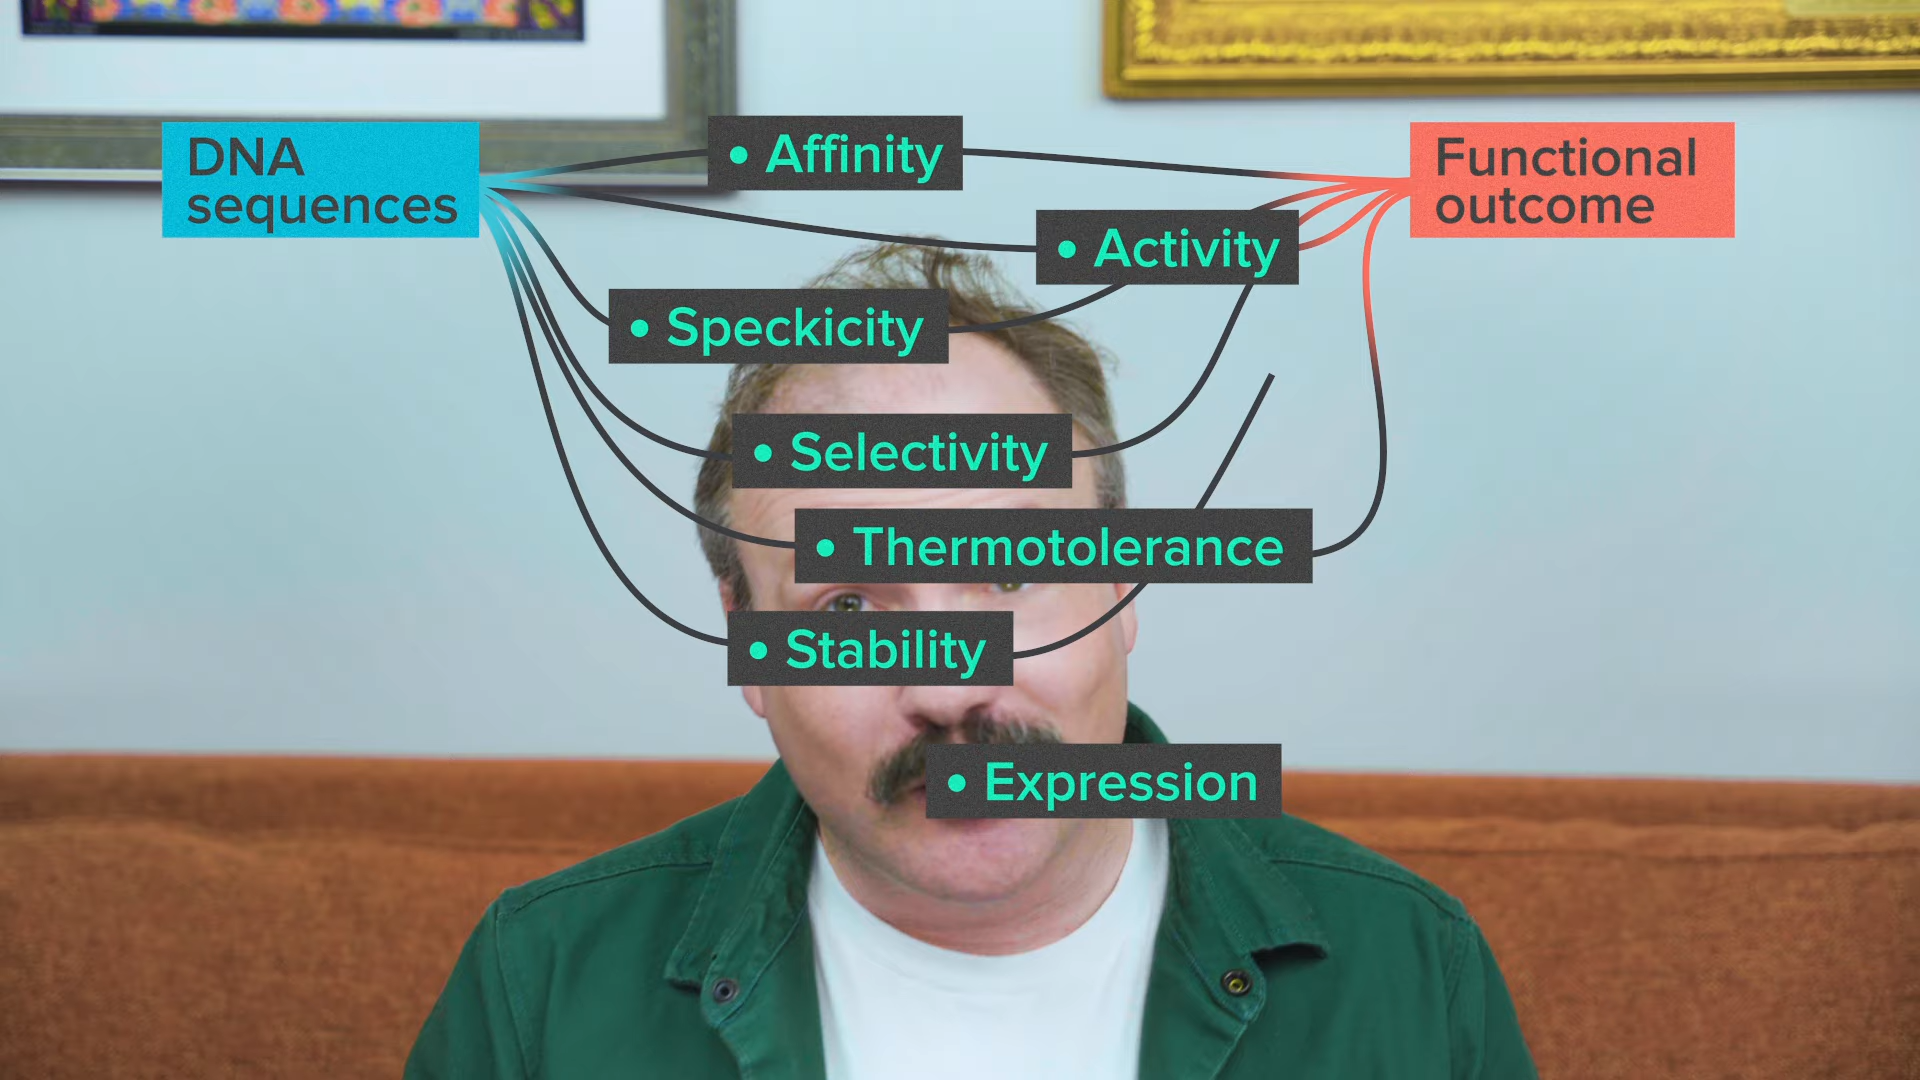 DNA
sequences
• Affinity
Functional
outcome
• Activity
• Speckicity
• Selectivity
• Thermotolerance
• Stability
• Expression